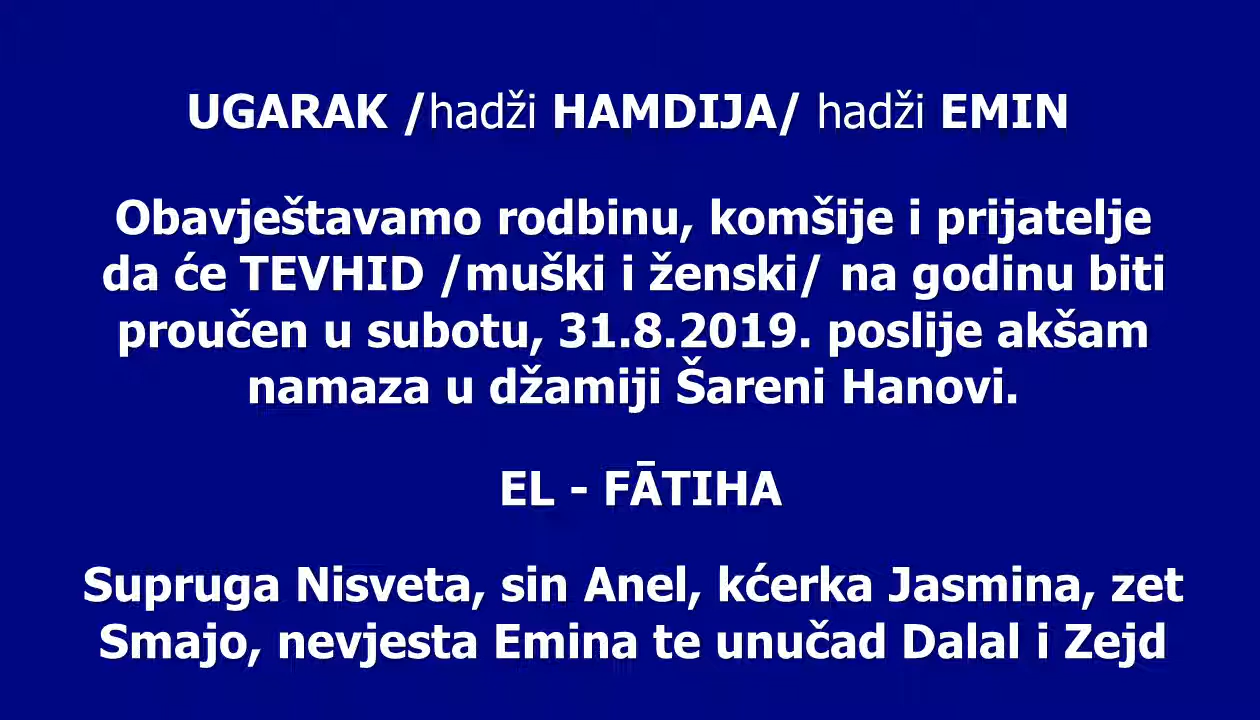 UGARAK /hadži HAMDIJA/ hadži EMIN
Obavještavamo rodbinu, komšije i prijatelje
da će TEVHID /muški i ženski/ na godinu biti
proučen u subotu, 31.8.2019. poslije akšam
namaza u džamiji Šareni Hanovi.
EL - FĀTIHA
Supruga Nisveta, sin Anel, kćerka Jasmina, zet
Smajo, nevjesta Emina te unučad Dalal i Zejd